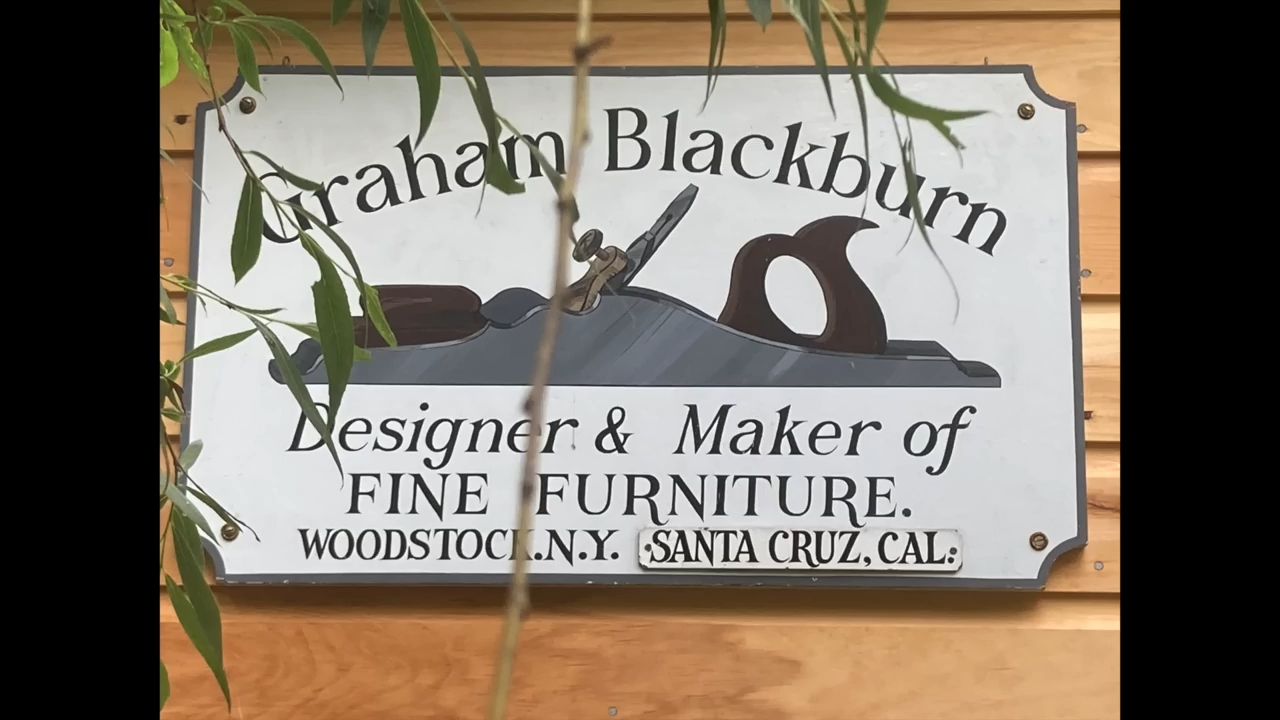 Graham Blackburn
Designer & Maker of
FINE FURNITURE.
WOODSTOCK.N.Y. ·SANTA CRUZ, CAL: